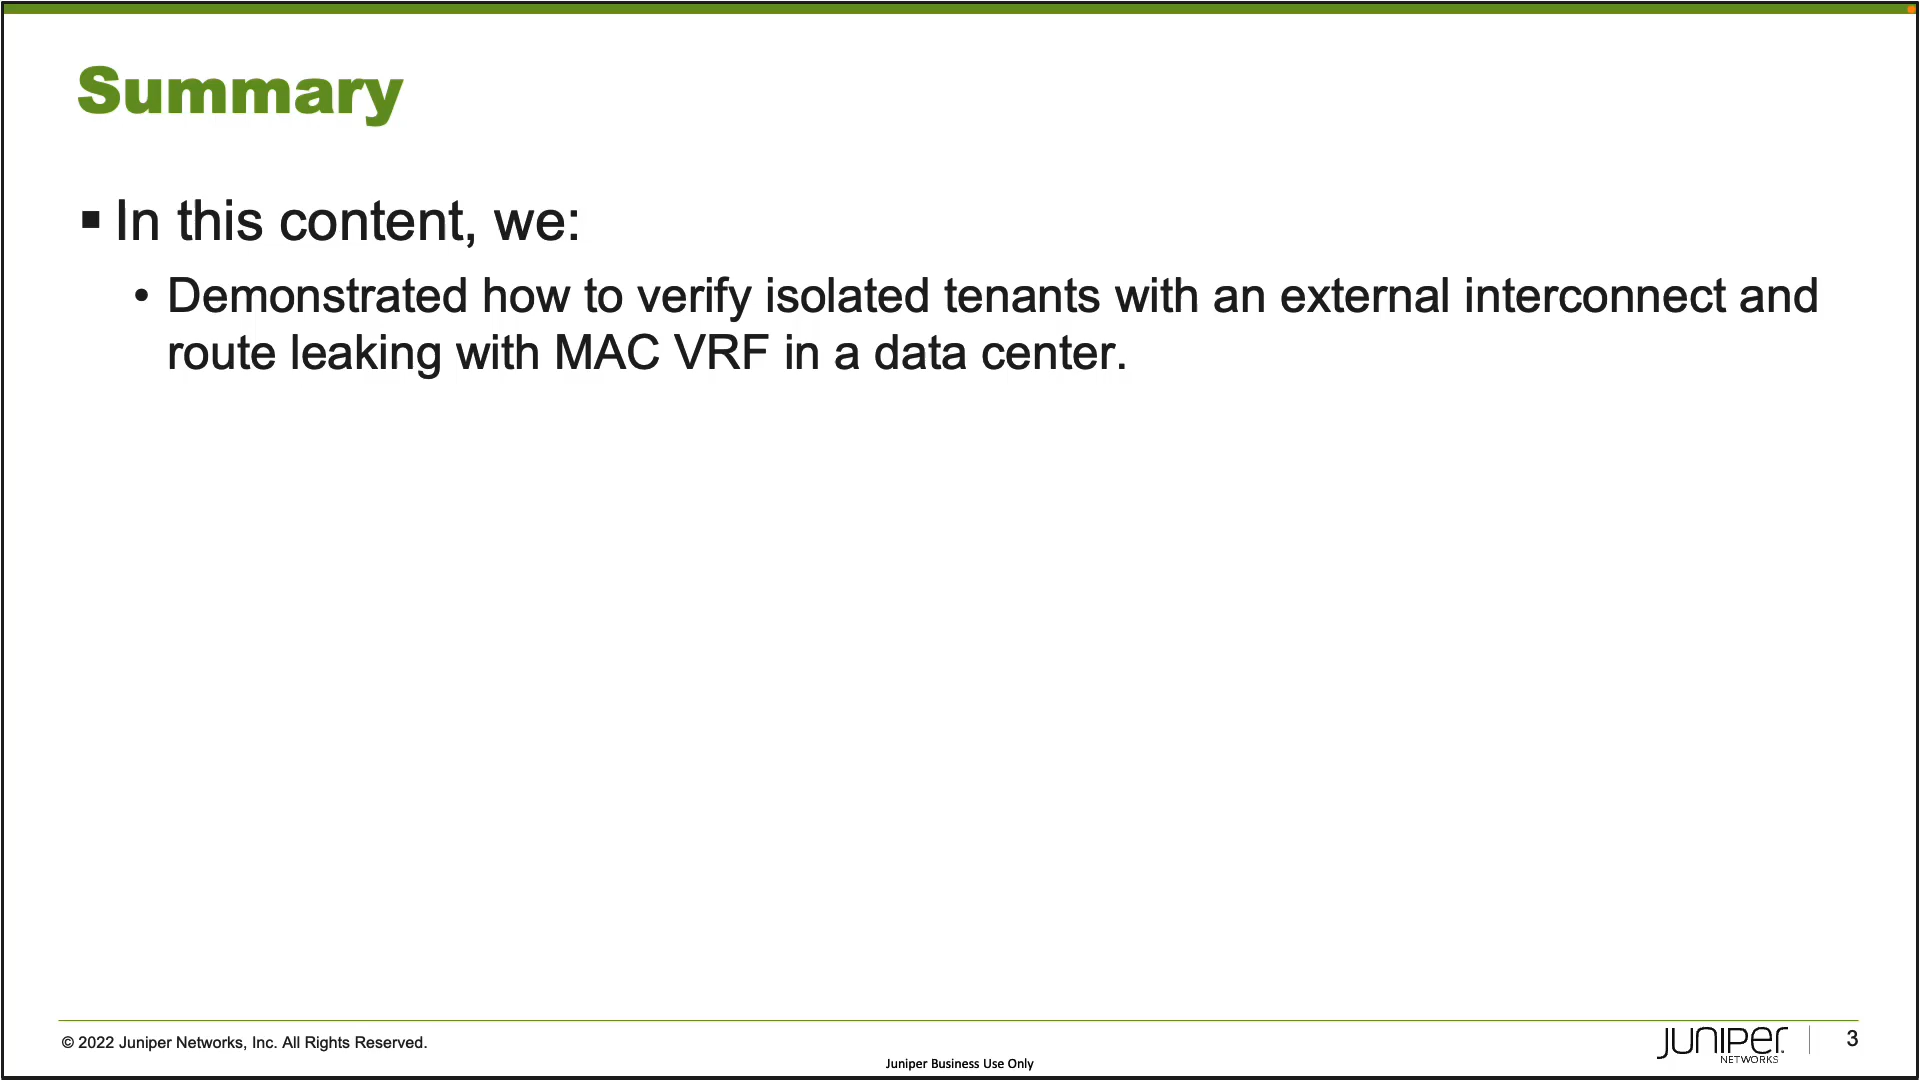 Summary
▪ In this content, we:
• Demonstrated how to verify isolated tenants with an external interconnect and
route leaking with MAC VRF in a data center.
© 2022 Juniper Networks, Inc. All Rights Reserved.
Juniper Business Use Only
JUNIPER
NETWORKS
3